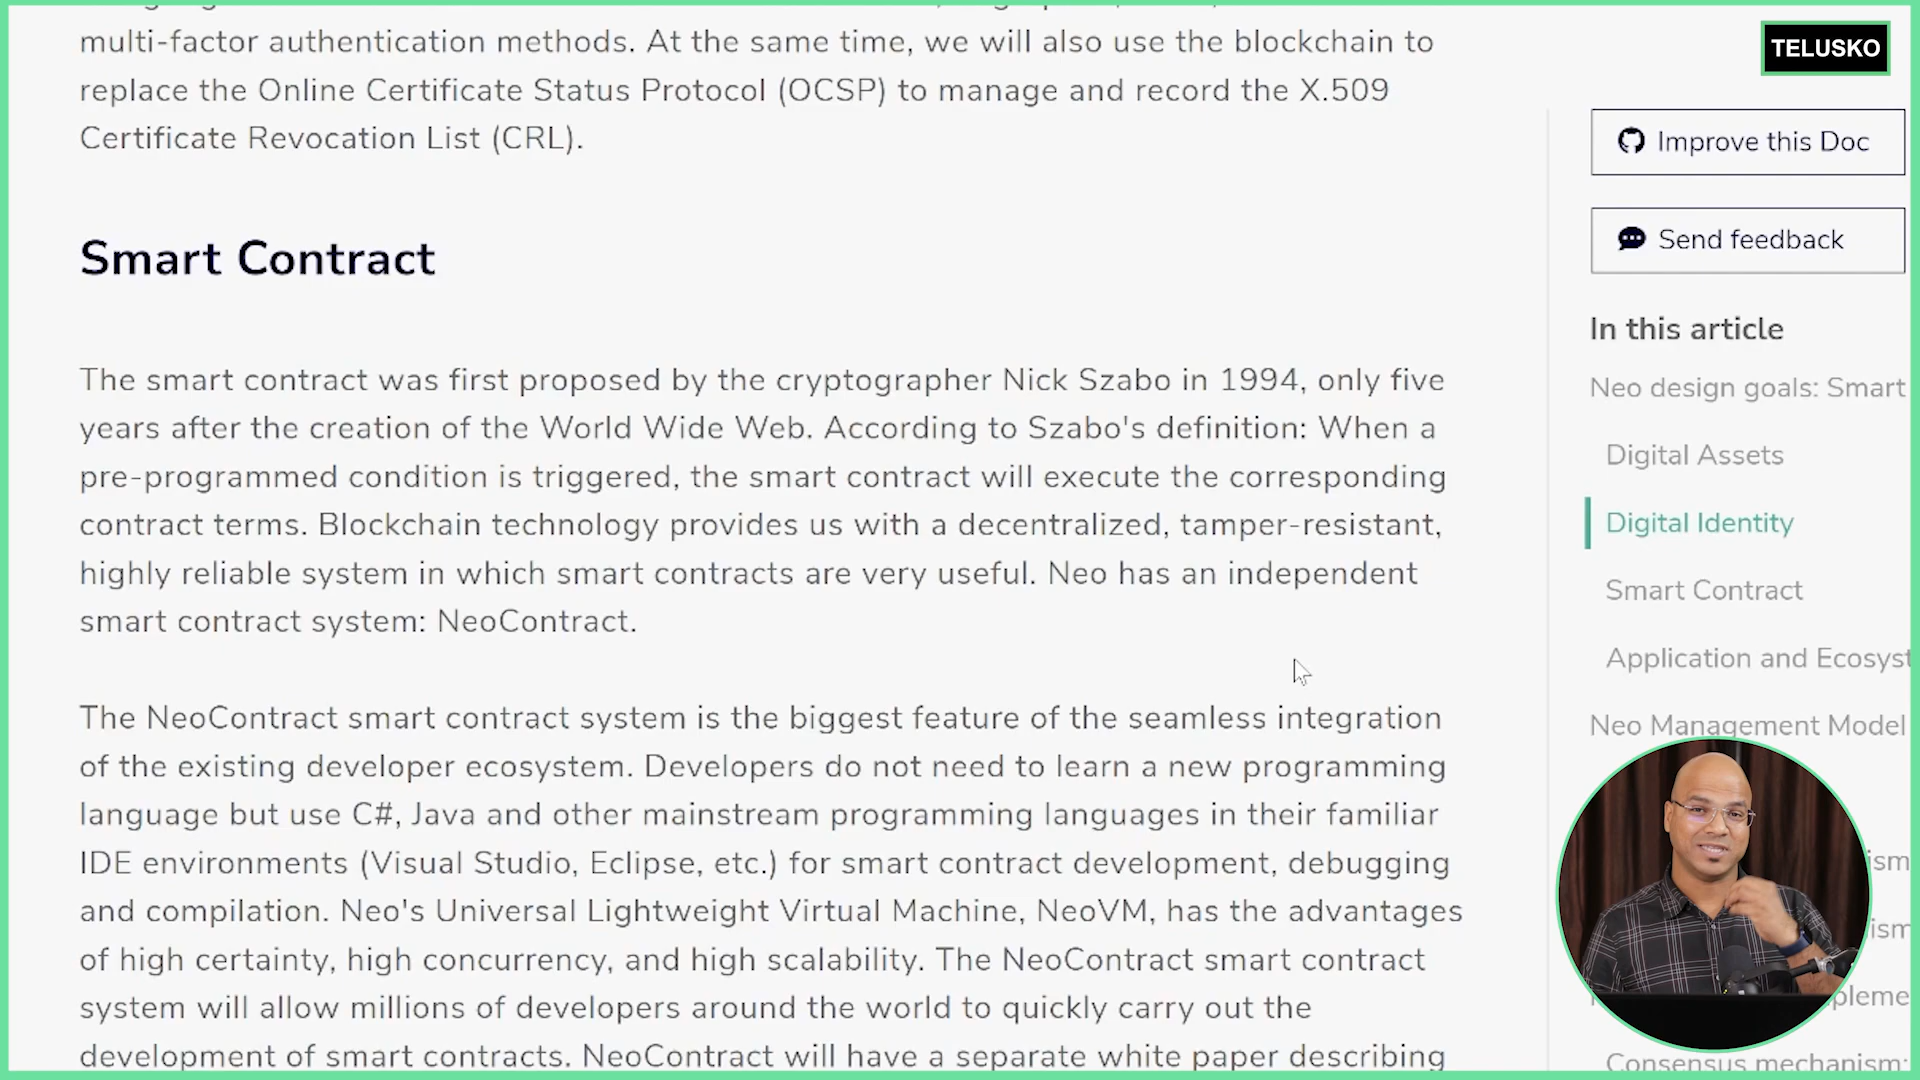 multi-factor authentication methods. At the same time, we will also use the blockchain to
replace the Online Certificate Status Protocol (OCSP) to manage and record the X.509
Certificate Revocation List (CRL).
Smart Contract
The smart contract was first proposed by the cryptographer Nick Szabo in 1994, only five
years after the creation of the World Wide Web. According to Szabo's definition: When a
pre-programmed condition is triggered, the smart contract will execute the corresponding
contract terms. Blockchain technology provides us with a decentralized, tamper-resistant,
highly reliable system in which smart contracts are very useful. Neo has an independent
smart contract system: NeoContract.
The NeoContract smart contract system is the biggest feature of the seamless integration
of the existing developer ecosystem. Developers do not need to learn a new programming
language but use C#, Java and other mainstream programming languages in their familiar
IDE environments (Visual Studio, Eclipse, etc.) for smart contract development, debugging
and compilation. Neo's Universal Lightweight Virtual Machine, NeoVM, has the advantages
of high certainty, high concurrency, and high scalability. The NeoContract smart contract
system will allow millions of developers around the world to quickly carry out the
development of smart contracts. NeoContract will have a separate white paper describing
TELUSKO
Improve this Doc
Send feedback
In this article
Neo design goals: Smart
Digital Assets
Digital Identity
Smart Contract
Application and Ecosyst
Neo Management Model
ism
ism
pleme
Consensus mechanism: